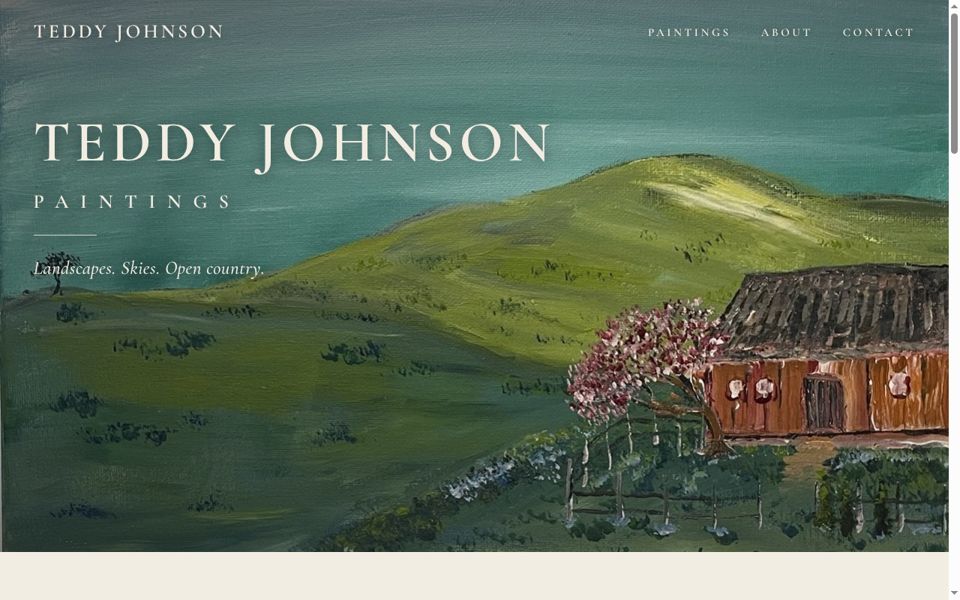 TEDDY JOHNSON
PAINTINGS ABOUT CONTACT
TEDDY JOHNSON
PAINTINGS
Landscapes. Skies. Open country.